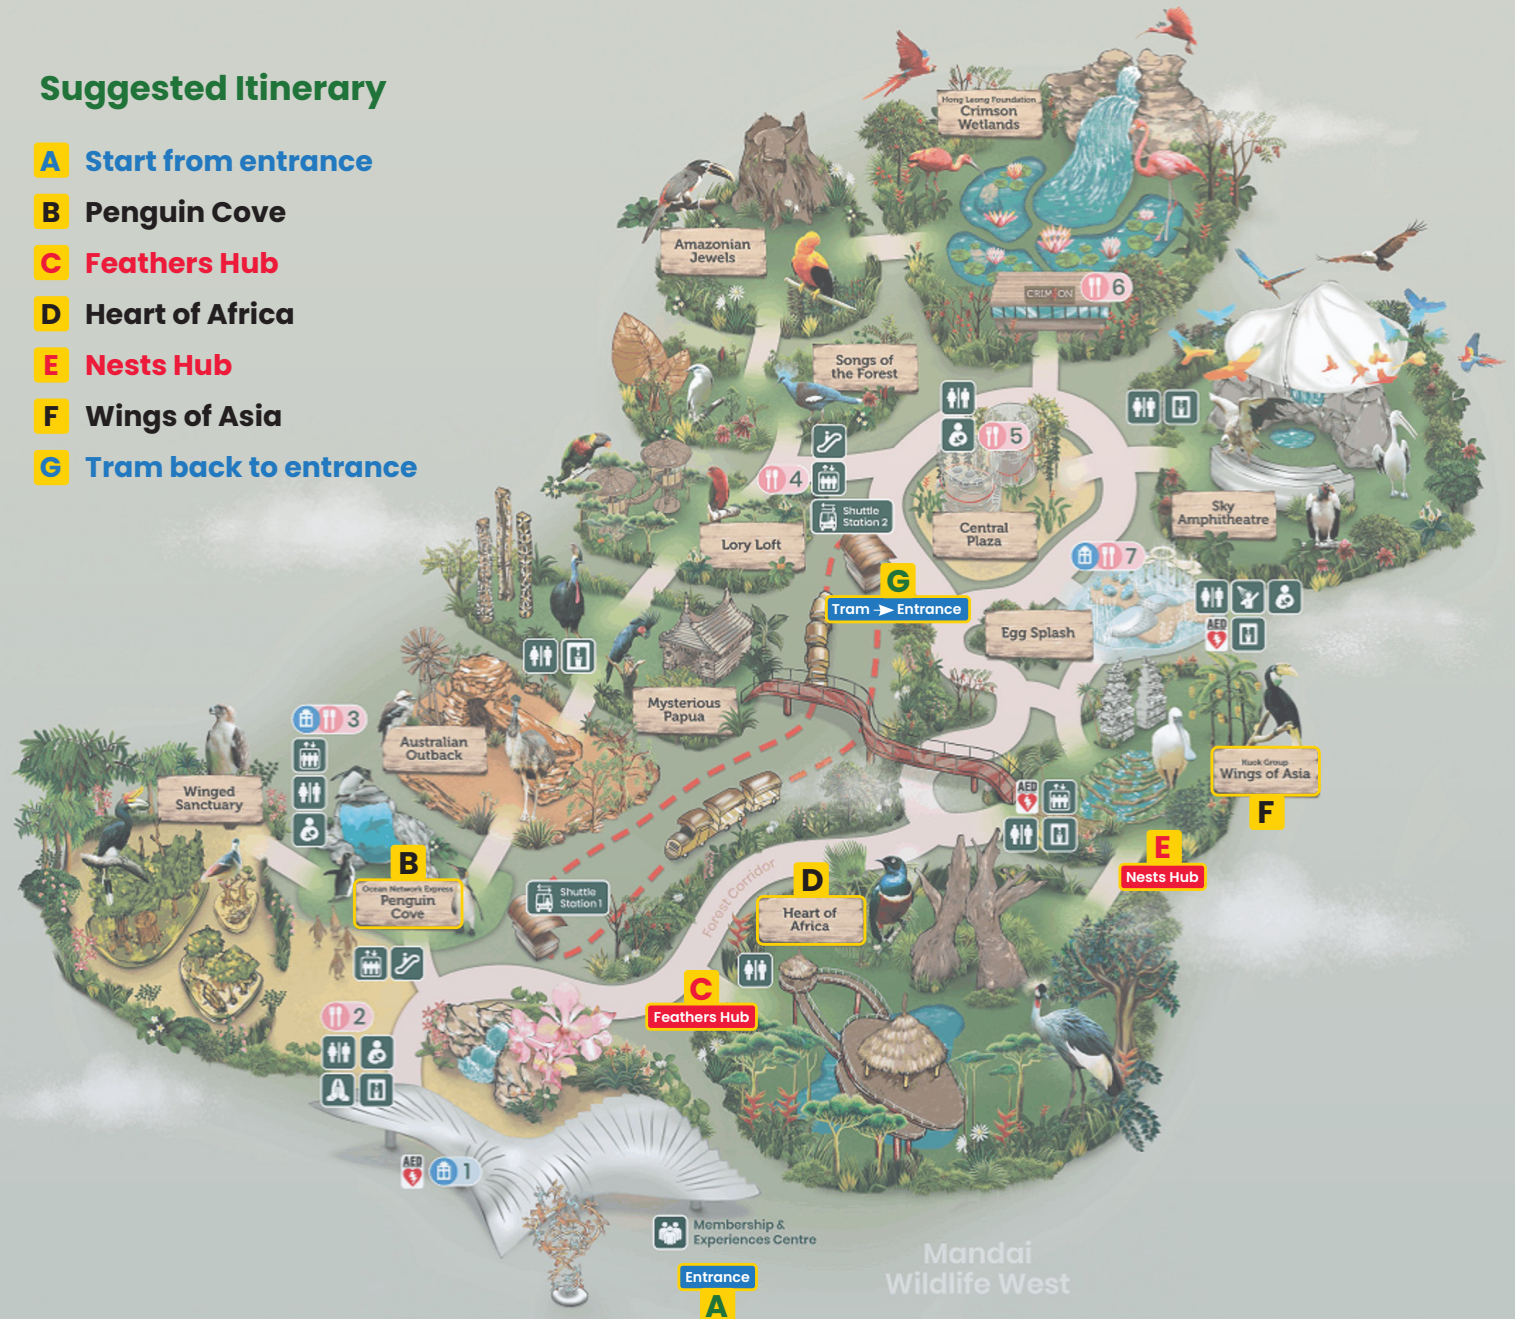 Suggested Itinerary
A Start from entrance
B Penguin Cove
C Feathers Hub
D Heart of Africa
E Nests Hub
F Wings of Asia
G Tram back to entrance
Hong Leong Foundation
Crimson
Wetlands
Amazonian
Jewels
CRIMSON
6
Songs of
the Forest
5
4
Shuttle
Station 2
Lory Loft
Central
Plaza
Sky
Amphitheatre
7
G
Tram Entrance
Egg Splash
AED
Mysterious
Papua
3
Australian
Outback
Winged
Sanctuary
Kuok Group
Wings of Asia
F
AED
E
Nests Hub
B
Ocean Network Express
Penguin
Cove
Shuttle
Station 1
Forest Corridor
D
Heart of
Africa
C
Feathers Hub
2
AED
1
Membership &
Experiences Centre
Entrance
A
Mandai
Wildlife West